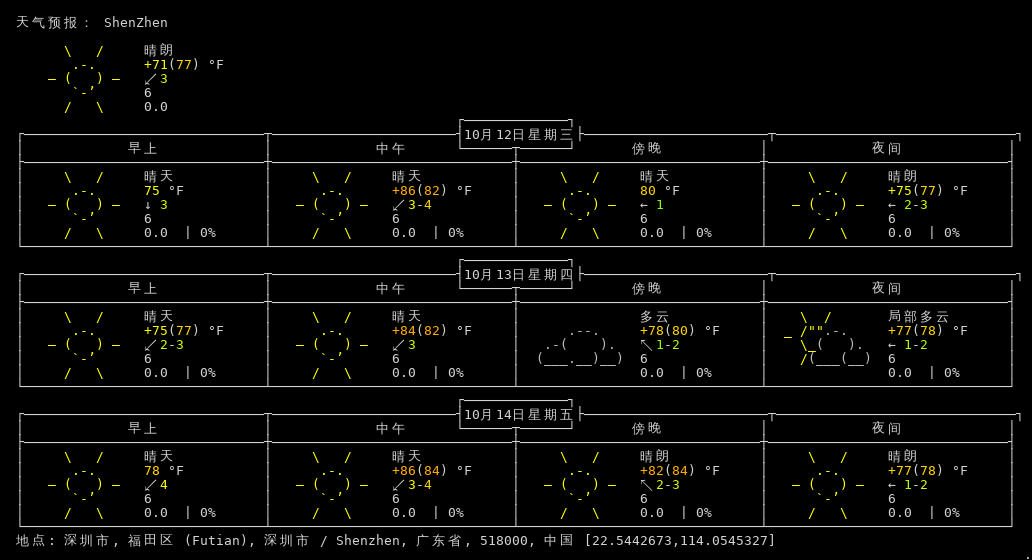 天气预报： ShenZhen
晴朗
+71(77) °F
↙ 3
6
0.0
10月12日星期三
早上 中午 傍晚 夜间
晴天 晴天 晴天 晴朗
75 °F +86(82) °F 80 °F +75(77) °F
↓ 3 ↙ 3-4 ← 1 ← 2-3
6 6 6 6
0.0 | 0% 0.0 | 0% 0.0 | 0% 0.0 | 0%
10月13日星期四
早上 中午 傍晚 夜间
晴天 晴天 多云 局部多云
+75(77) °F +84(82) °F +78(80) °F +77(78) °F
↙ 2-3 ↙ 3 ↖ 1-2 ← 1-2
6 6 6 6
0.0 | 0% 0.0 | 0% 0.0 | 0% 0.0 | 0%
10月14日星期五
早上 中午 傍晚 夜间
晴天 晴天 晴朗 晴朗
78 °F +86(84) °F +82(84) °F +77(78) °F
↙ 4 ↙ 3-4 ↖ 2-3 ← 1-2
6 6 6 6
0.0 | 0% 0.0 | 0% 0.0 | 0% 0.0 | 0%
地点: 深圳市, 福田区 (Futian), 深圳市 / Shenzhen, 广东省, 518000, 中国 [22.5442673,114.0545327]